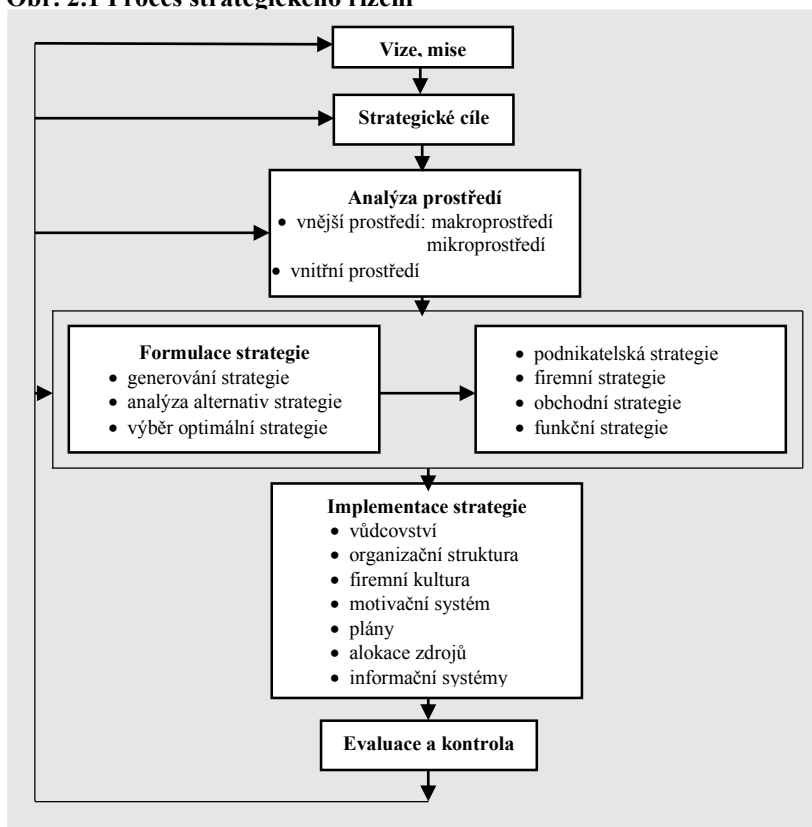 Obr. 2.1 Proces strategického řízení
Vize, mise
Strategické cíle
Analýza prostředí
• vnější prostředí: makroprostředí
mikroprostředí
• vnitřní prostředí
Formulace strategie
• generování strategie
• analýza alternativ strategie
• výběr optimální strategie
• podnikatelská strategie
• firemní strategie
• obchodní strategie
• funkční strategie
Implementace strategie
• vůdcovství
• organizační struktura
• firemní kultura
• motivační systém
• plány
• alokace zdrojů
• informační systémy
Evaluace a kontrola